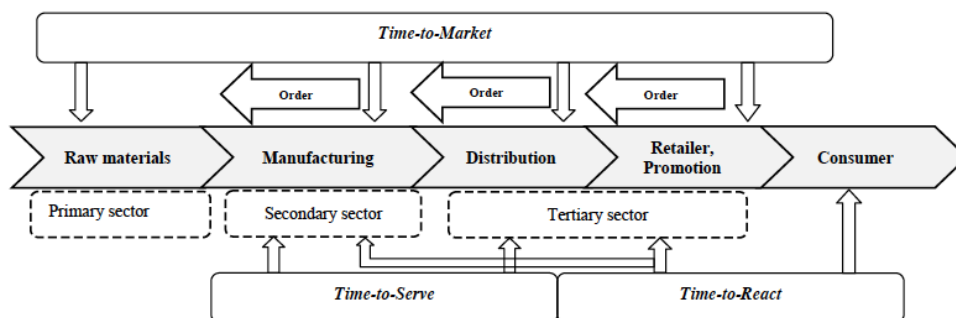 Time-to-Market
Order
Order
Order
Raw materials
Manufacturing
Distribution
Retailer,
Promotion
Consumer
Primary sector
Secondary sector
Tertiary sector
Time-to-Serve
Time-to-React